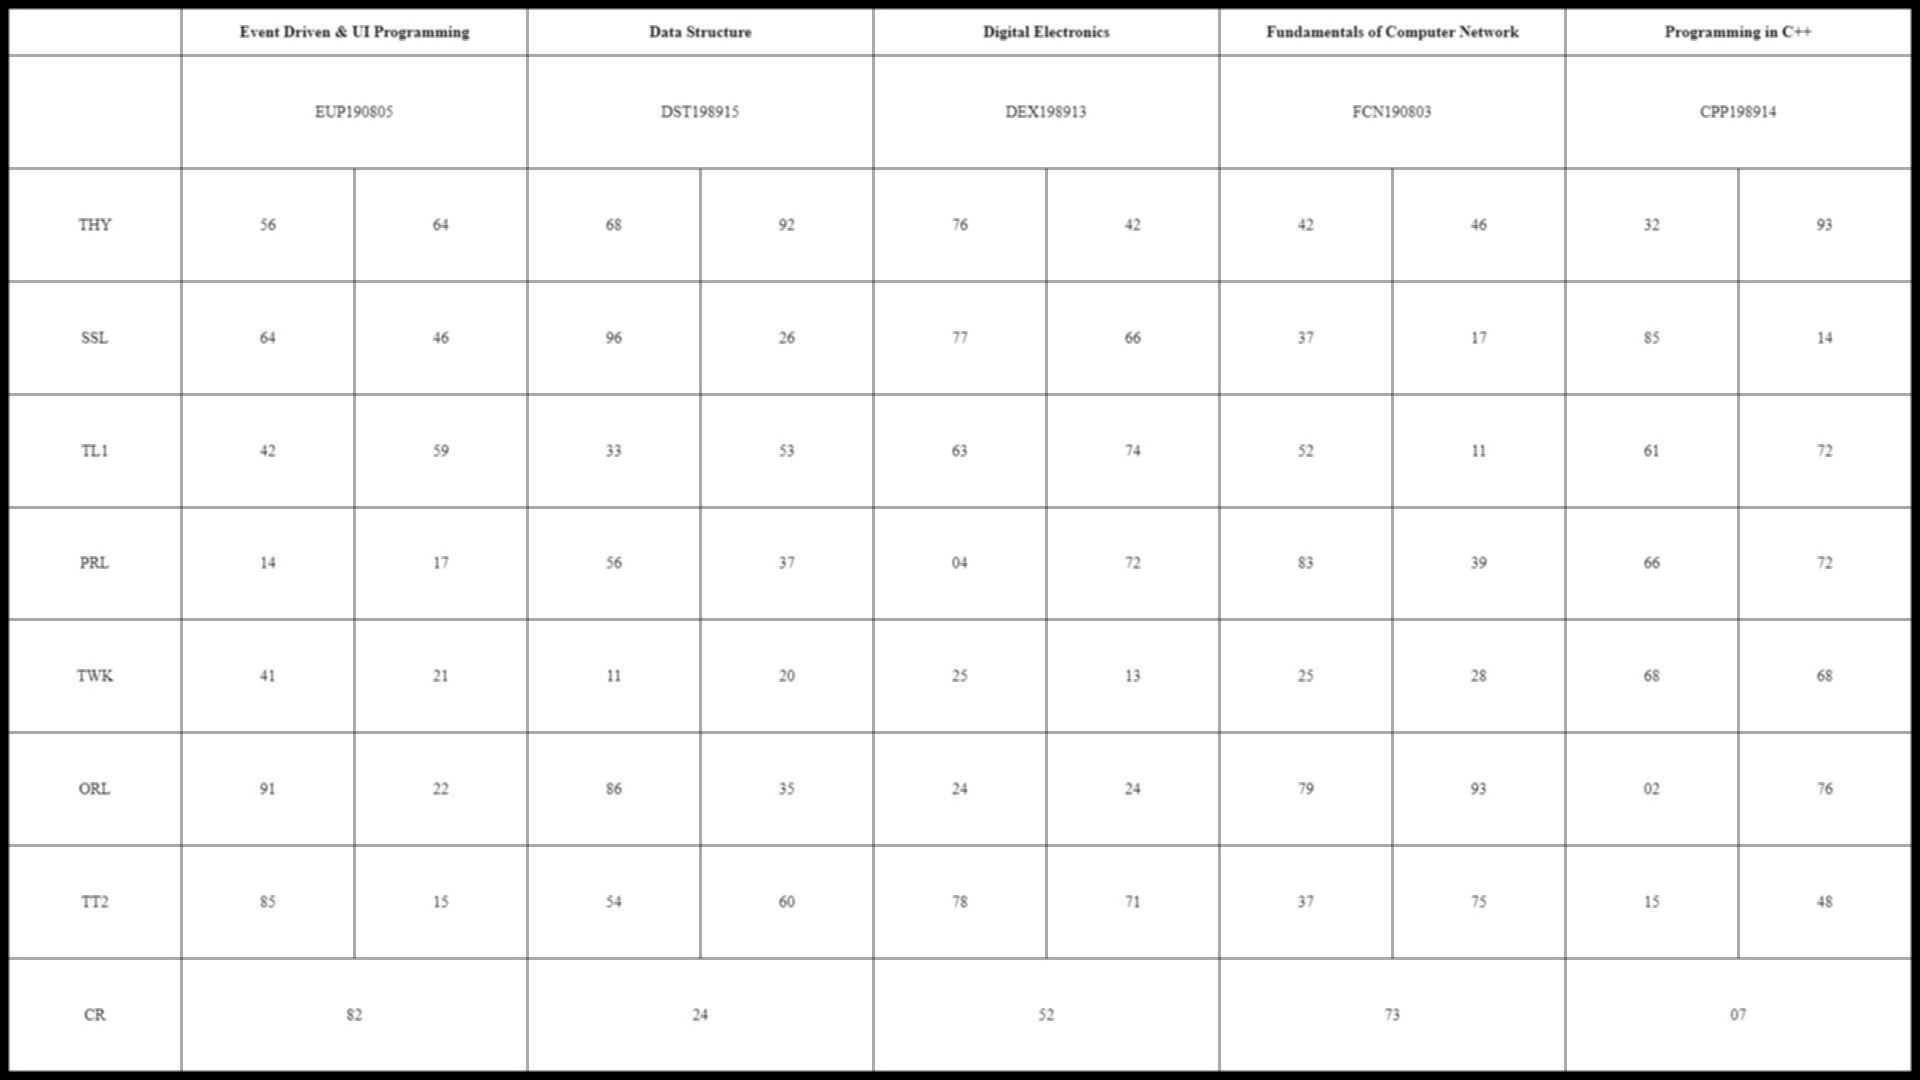 Event Driven & UI Programming Data Structure Digital Electronics Fundamentals of Computer Network Programming in C++
EUP190805 DST198915 DEX198913 FCN190803 CPP198914
THY 56 64 68 92 76 42 42 46 32 93
SSL 64 46 96 26 77 66 37 17 85 14
TL1 42 59 33 53 63 74 52 11 61 72
PRL 14 17 56 37 04 72 83 39 66 72
TWK 41 21 11 20 25 13 25 28 68 68
ORL 91 22 86 35 24 24 79 93 02 76
TT2 85 15 54 60 78 71 37 75 15 48
CR 82 24 52 73 07